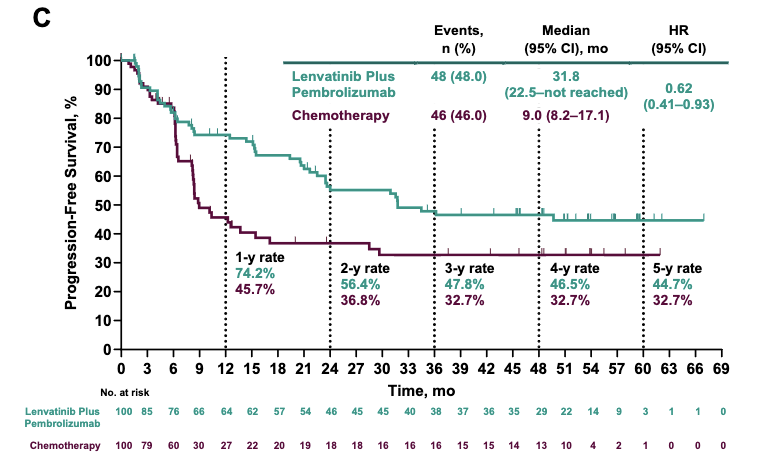 C
Events, n (%)
Median (95% CI), mo
HR (95% CI)
Lenvatinib Plus Pembrolizumab
48 (48.0)
31.8 (22.5–not reached)
0.62 (0.41–0.93)
Chemotherapy
46 (46.0)
9.0 (8.2–17.1)
Progression-Free Survival, %
100
90
80
70
60
50
40
30
20
10
0
1-y rate
74.2%
45.7%
2-y rate
56.4%
36.8%
3-y rate
47.8%
32.7%
4-y rate
46.5%
32.7%
5-y rate
44.7%
32.7%
0 3 6 9 12 15 18 21 24 27 30 33 36 39 42 45 48 51 54 57 60 63 66 69
Time, mo
No. at risk
Lenvatinib Plus Pembrolizumab
100 85 76 66 64 62 57 54 46 45 45 40 38 37 36 35 29 22 14 9 3 1 1 0
Chemotherapy
100 79 60 30 27 22 20 19 18 18 16 16 16 15 15 14 13 10 4 2 1 0 0 0